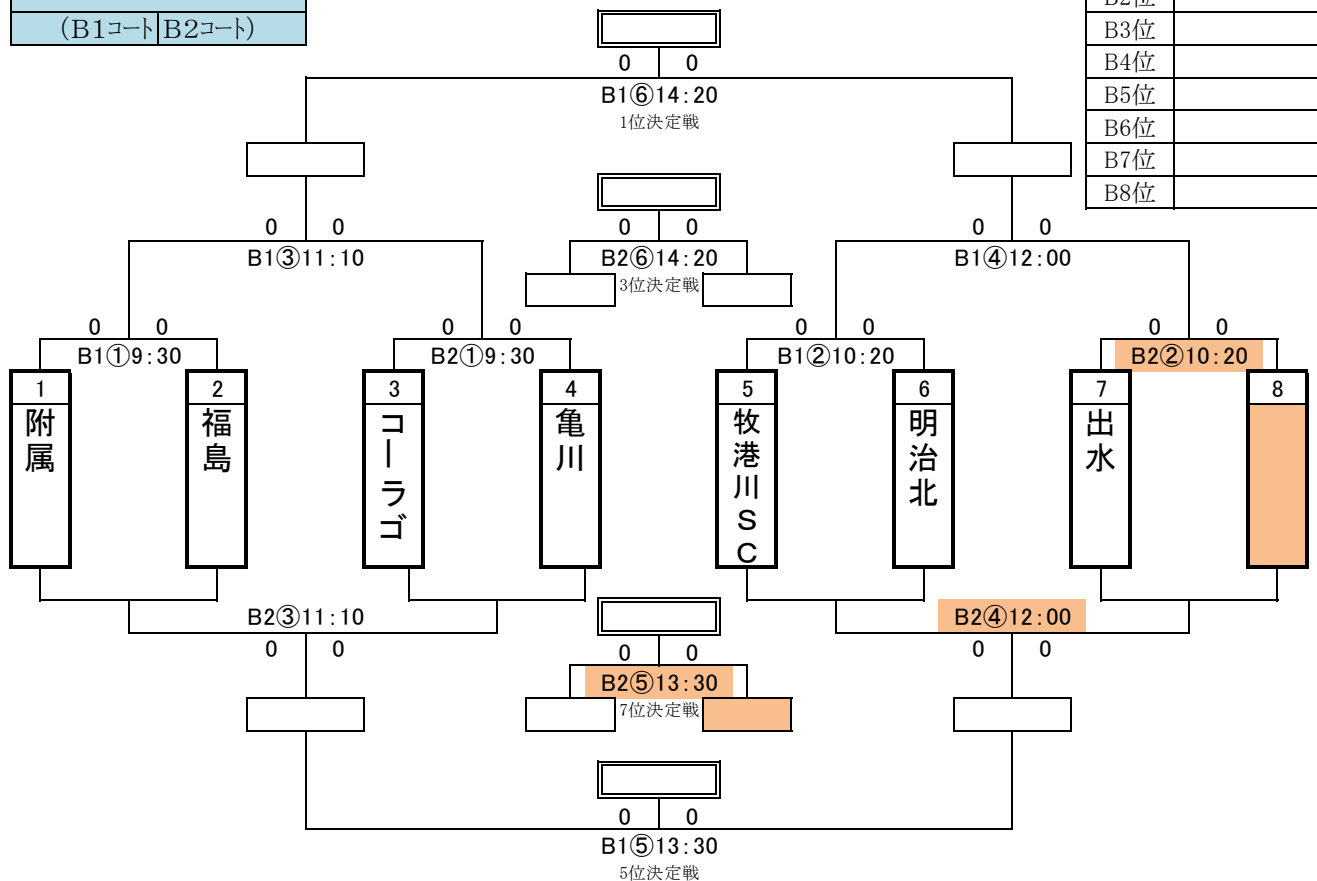 (B1コート B2コート)
B2位
B3位
B4位
B5位
B6位
B7位
B8位
0 0
B1⑥14:20
1位決定戦
0 0
B1③11:10
0 0
B2⑥14:20
3位決定戦
0 0
B1④12:00
0 0
B1①9:30
0 0
B2①9:30
0 0
B1②10:20
0 0
B2②10:20
1
附属
2
福島
3
コーラゴ
4
亀川
5
牧港川SC
6
明治北
7
出水
8
B2③11:10
0 0
0 0
B2⑤13:30
7位決定戦
B2④12:00
0 0
0 0
B1⑤13:30
5位決定戦